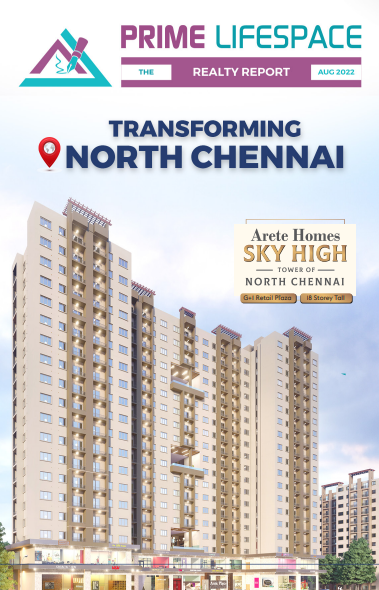 PRIME LIFESPACE
THE REALTY REPORT AUG 2022
TRANSFORMING
NORTH CHENNAI
Arete Homes
SKY HIGH
TOWER OF
NORTH CHENNAI
G+1 Retail Plaza 18 Storey Tall